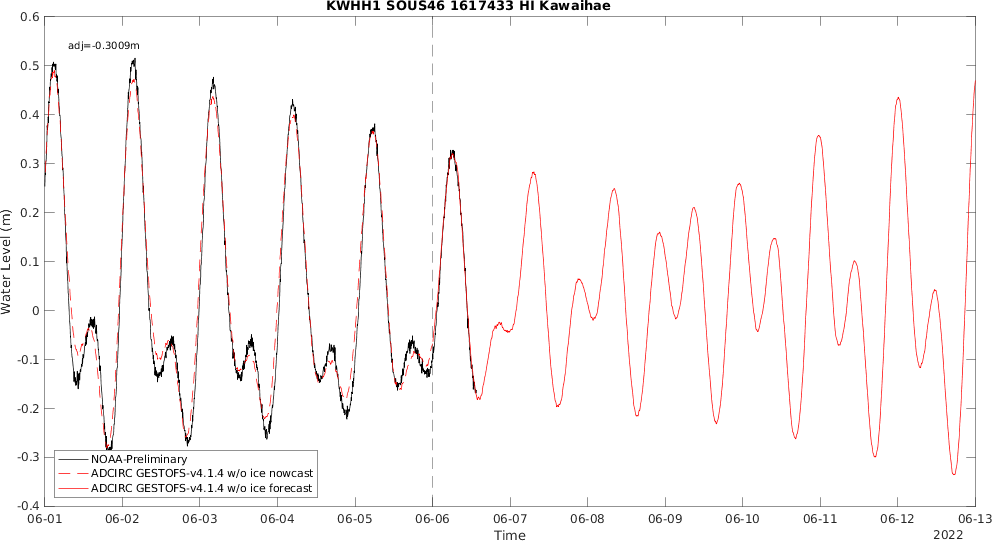 KWHH1 SOUS46 1617433 HI Kawaihae
adj=-0.3009m
0.6
0.5
0.4
0.3
0.2
0.1
0
-0.1
-0.2
-0.3
-0.4
Water Level (m)
NOAA-Preliminary
ADCIRC GESTOFS-v4.1.4 w/o ice nowcast
ADCIRC GESTOFS-v4.1.4 w/o ice forecast
06-01 06-02 06-03 06-04 06-05 06-06 06-07 06-08 06-09 06-10 06-11 06-12 06-13
Time
2022